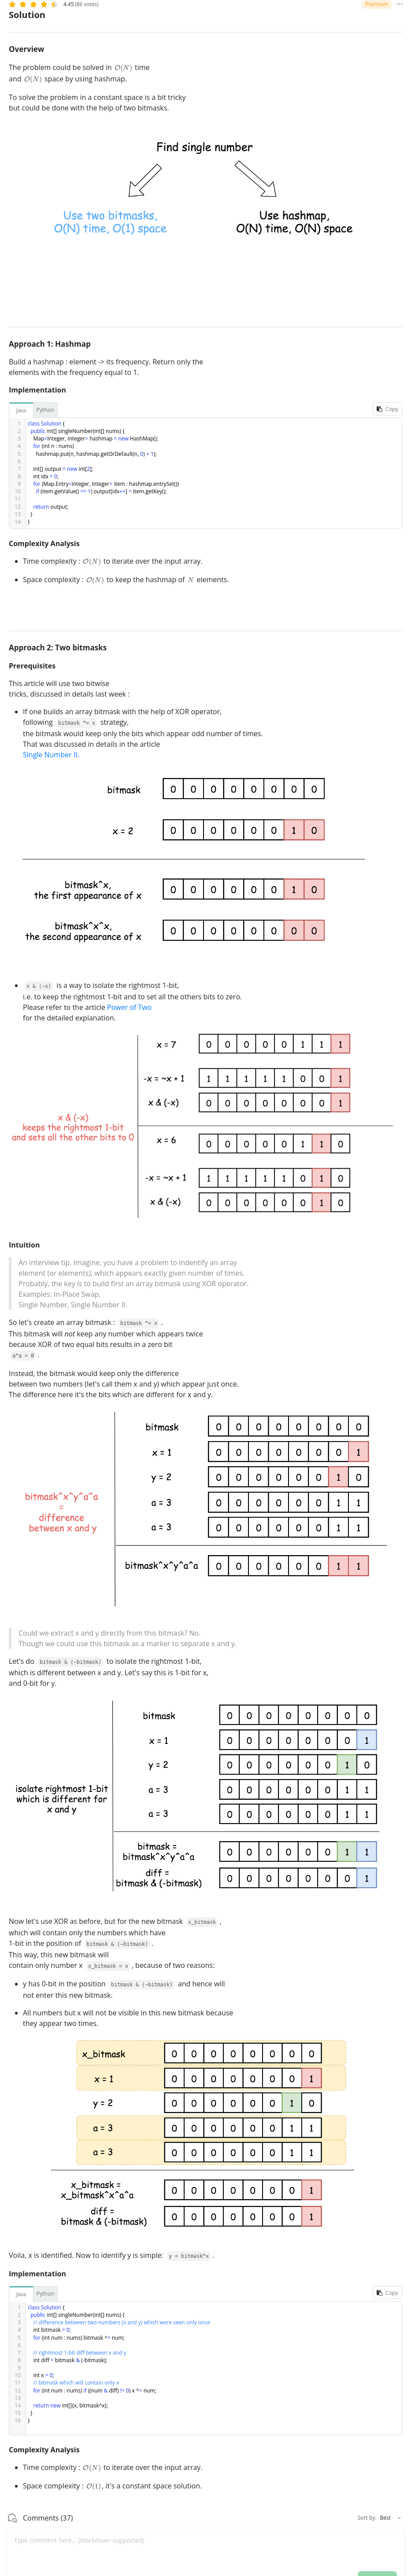 4.45 (86 votes)
Premium
Solution
Overview
The problem could be solved in O(N) time
and O(N) space by using hashmap.
To solve the problem in a constant space is a bit tricky
but could be done with the help of two bitmasks.
Find single number
Use two bitmasks,
O(N) time, O(1) space
Use hashmap,
O(N) time, O(N) space
Approach 1: Hashmap
Build a hashmap : element -> its frequency. Return only the
elements with the frequency equal to 1.
Implementation
Java Python Copy
1 class Solution {
2 public int[] singleNumber(int[] nums) {
3 Map<Integer, Integer> hashmap = new HashMap();
4 for (int n : nums)
5 hashmap.put(n, hashmap.getOrDefault(n, 0) + 1);
6
7 int[] output = new int[2];
8 int idx = 0;
9 for (Map.Entry<Integer, Integer> item : hashmap.entrySet())
10 if (item.getValue() == 1) output[idx++] = item.getKey();
11
12 return output;
13 }
14 }
Complexity Analysis
• Time complexity : O(N) to iterate over the input array.
• Space complexity : O(N) to keep the hashmap of N elements.
Approach 2: Two bitmasks
Prerequisites
This article will use two bitwise
tricks, discussed in details last week :
• If one builds an array bitmask with the help of XOR operator,
following bitmask ^= x strategy,
the bitmask would keep only the bits which appear odd number of times.
That was discussed in details in the article
Single Number II.
bitmask 0 0 0 0 0 0 0 0
x = 2 0 0 0 0 0 0 1 0
bitmask^x,
the first appearance of x 0 0 0 0 0 0 1 0
bitmask^x^x,
the second appearance of x 0 0 0 0 0 0 0 0
• x & (-x) is a way to isolate the rightmost 1-bit,
i.e. to keep the rightmost 1-bit and to set all the others bits to zero.
Please refer to the article Power of Two
for the detailed explanation.
x = 7 0 0 0 0 0 1 1 1
-x = ~x + 1 1 1 1 1 1 0 0 1
x & (-x) 0 0 0 0 0 0 0 1
x & (-x)
keeps the rightmost 1-bit
and sets all the other bits to 0
x = 6 0 0 0 0 0 1 1 0
-x = ~x + 1 1 1 1 1 1 0 1 0
x & (-x) 0 0 0 0 0 0 1 0
Intuition
An interview tip. Imagine, you have a problem to indentify an array
element (or elements), which appears exactly given number of times.
Probably, the key is to build first an array bitmask using XOR operator.
Examples: In-Place Swap,
Single Number, Single Number II.
So let's create an array bitmask : bitmask ^= x .
This bitmask will not keep any number which appears twice
because XOR of two equal bits results in a zero bit
a^a = 0 .
Instead, the bitmask would keep only the difference
between two numbers (let's call them x and y) which appear just once.
The difference here it's the bits which are different for x and y.
bitmask 0 0 0 0 0 0 0 0
x = 1 0 0 0 0 0 0 0 1
y = 2 0 0 0 0 0 0 1 0
a = 3 0 0 0 0 0 0 1 1
a = 3 0 0 0 0 0 0 1 1
bitmask^x^y^a^a
=
difference
between x and y
bitmask^x^y^a^a 0 0 0 0 0 0 1 1
Could we extract x and y directly from this bitmask? No.
Though we could use this bitmask as a marker to separate x and y.
Let's do bitmask & (-bitmask) to isolate the rightmost 1-bit,
which is different between x and y. Let's say this is 1-bit for x,
and 0-bit for y.
bitmask 0 0 0 0 0 0 0 0
x = 1 0 0 0 0 0 0 0 1
y = 2 0 0 0 0 0 0 1 0
a = 3 0 0 0 0 0 0 1 1
a = 3 0 0 0 0 0 0 1 1
isolate rightmost 1-bit
which is different for
x and y
bitmask =
bitmask^x^y^a^a 0 0 0 0 0 0 1 1
diff =
bitmask & (-bitmask) 0 0 0 0 0 0 0 1
Now let's use XOR as before, but for the new bitmask x_bitmask ,
which will contain only the numbers which have
1-bit in the position of bitmask & (-bitmask) .
This way, this new bitmask will
contain only number x x_bitmask = x , because of two reasons:
• y has 0-bit in the position bitmask & (-bitmask) and hence will
not enter this new bitmask.
• All numbers but x will not be visible in this new bitmask because
they appear two times.
x_bitmask 0 0 0 0 0 0 0 0
x = 1 0 0 0 0 0 0 0 1
y = 2 0 0 0 0 0 0 1 0
a = 3 0 0 0 0 0 0 1 1
a = 3 0 0 0 0 0 0 1 1
x_bitmask =
x_bitmask^x^a^a 0 0 0 0 0 0 0 1
diff =
bitmask & (-bitmask) 0 0 0 0 0 0 0 1
Voila, x is identified. Now to identify y is simple: y = bitmask^x .
Implementation
Java Python Copy
1 class Solution {
2 public int[] singleNumber(int[] nums) {
3 // difference between two numbers (x and y) which were seen only once
4 int bitmask = 0;
5 for (int num : nums) bitmask ^= num;
6
7 // rightmost 1-bit diff between x and y
8 int diff = bitmask & (-bitmask);
9
10 int x = 0;
11 // bitmask which will contain only x
12 for (int num : nums) if ((num & diff) != 0) x ^= num;
13
14 return new int[]{x, bitmask^x};
15 }
16 }
Complexity Analysis
• Time complexity : O(N) to iterate over the input array.
• Space complexity : O(1), it's a constant space solution.
Comments (37)
Sort by: Best
Type comment here... (Markdown supported)